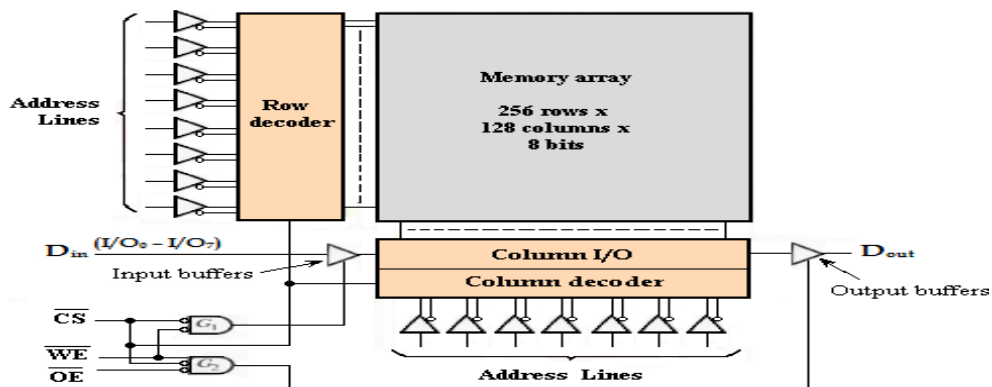 Address
Lines
Row
decoder
Memory array
256 rows x
128 columns x
8 bits
Din (I/O0 – I/O7)
Input buffers
Column I/O
Column decoder
Dout
Output buffers
CS
G1
WE
G2
OE
Address Lines